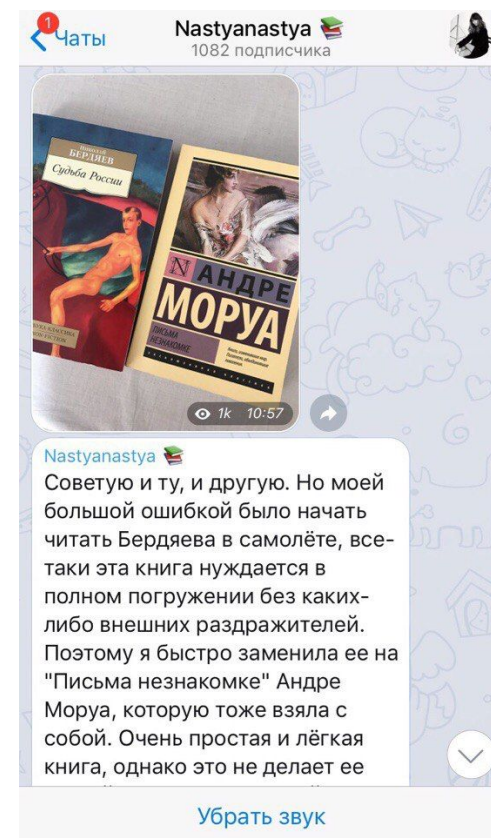 1
Чаты
Nastyanastya
1082 подписчика
Николай
БЕРДЯЕВ
Судьба России
АНДРЕ
МОРУА
ПИСЬМА
НЕЗНАКОМКЕ
1k 10:57
Nastyanastya
Советую и ту, и другую. Но моей
большой ошибкой было начать
читать Бердяева в самолёте, все-
таки эта книга нуждается в
полном погружении без каких-
либо внешних раздражителей.
Поэтому я быстро заменила ее на
"Письма незнакомке" Андре
Моруа, которую тоже взяла с
собой. Очень простая и лёгкая
книга, однако это не делает ее
Убрать звук